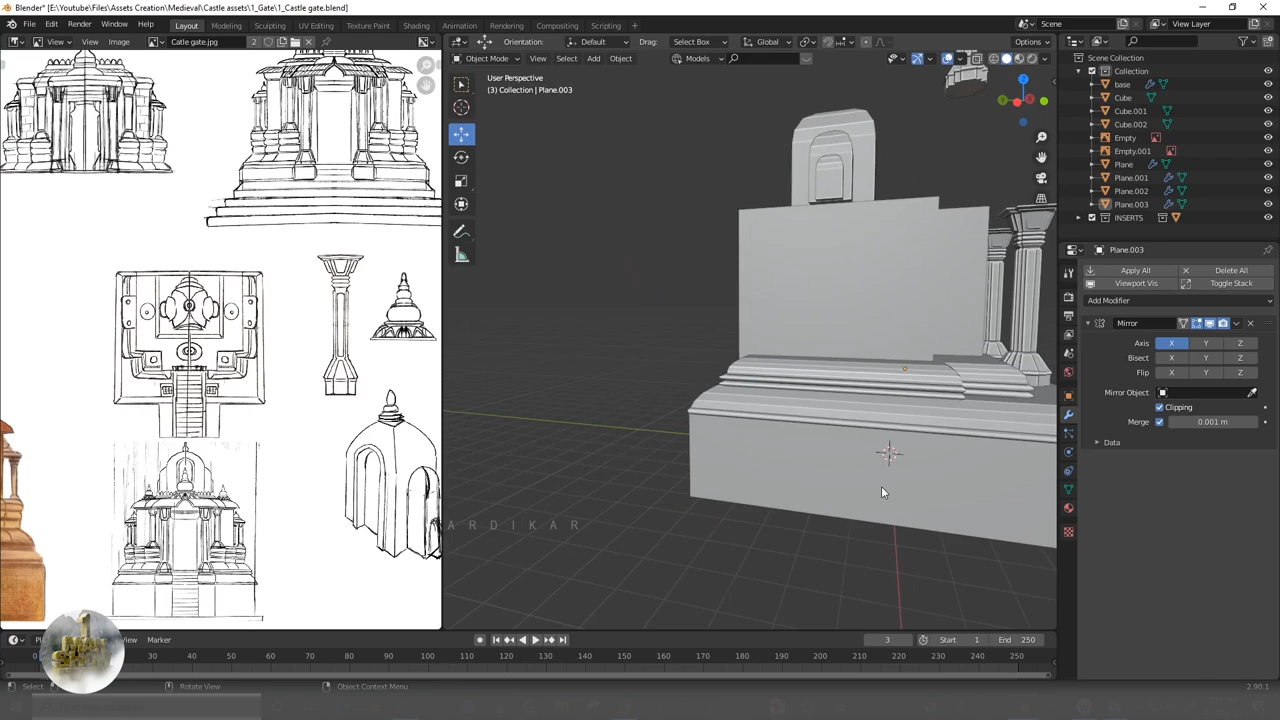 Blender* [E:\Youtube\Files\Assets Creation\Medieval\Castle assets\1_Gate\1_Castle gate.blend]
File Edit Render Window Help Layout Modeling Sculpting UV Editing Texture Paint Shading Animation Rendering Compositing Scripting Scene View Layer
View View Image Catle gate.jpg 2 Orientation: Default Drag: Select Box Global Options
Object Mode View Select Add Object Models
User Perspective
(3) Collection | Plane.003
Scene Collection
Collection
base
Cube
Cube.001
Cube.002
Empty
Empty.001
Plane
Plane.001
Plane.002
Plane.003
INSERTS
Plane.003
Apply All Delete All
Viewport Vis Toggle Stack
Add Modifier
Mirror
Axis X Y Z
Bisect X Y Z
Flip X Y Z
Mirror Object
Clipping
Merge 0.001 m
Data
X Y Z
ARDIKAR
View Marker 3 Start 1 End 250
0 30 40 50 60 70 80 90 100 110 120 130 140 150 160 170 180 190 200 210 220 230 240 250
Select Rotate View Object Context Menu 2.90.1